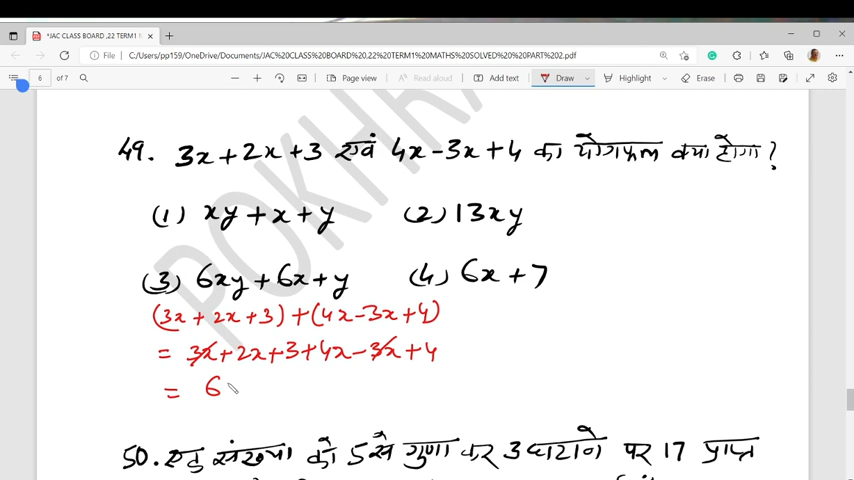 *JAC CLASS BOARD ,22 TERM1 M
File C:/Users/pp159/OneDrive/Documents/JAC%20CLASS%20BOARD%20,22%20TERM1%20MATHS%20SOLVED%20%20PART%202.pdf
6 of 7 Page view Read aloud Add text Draw Highlight Erase
POKHRA
49. 3x+2x+3 एवं 4x-3x+4 का योगफल क्या होगा?
(1) xy+x+y (2) 13xy
(3) 6xy+6x+y (4) 6x+7
(3x+2x+3)+(4x-3x+4)
= 3x+2x+3+4x-3x+4
= 6
50. एक संख्या को 5 से गुणा कर 3 घटाने पर 17 प्राप्त